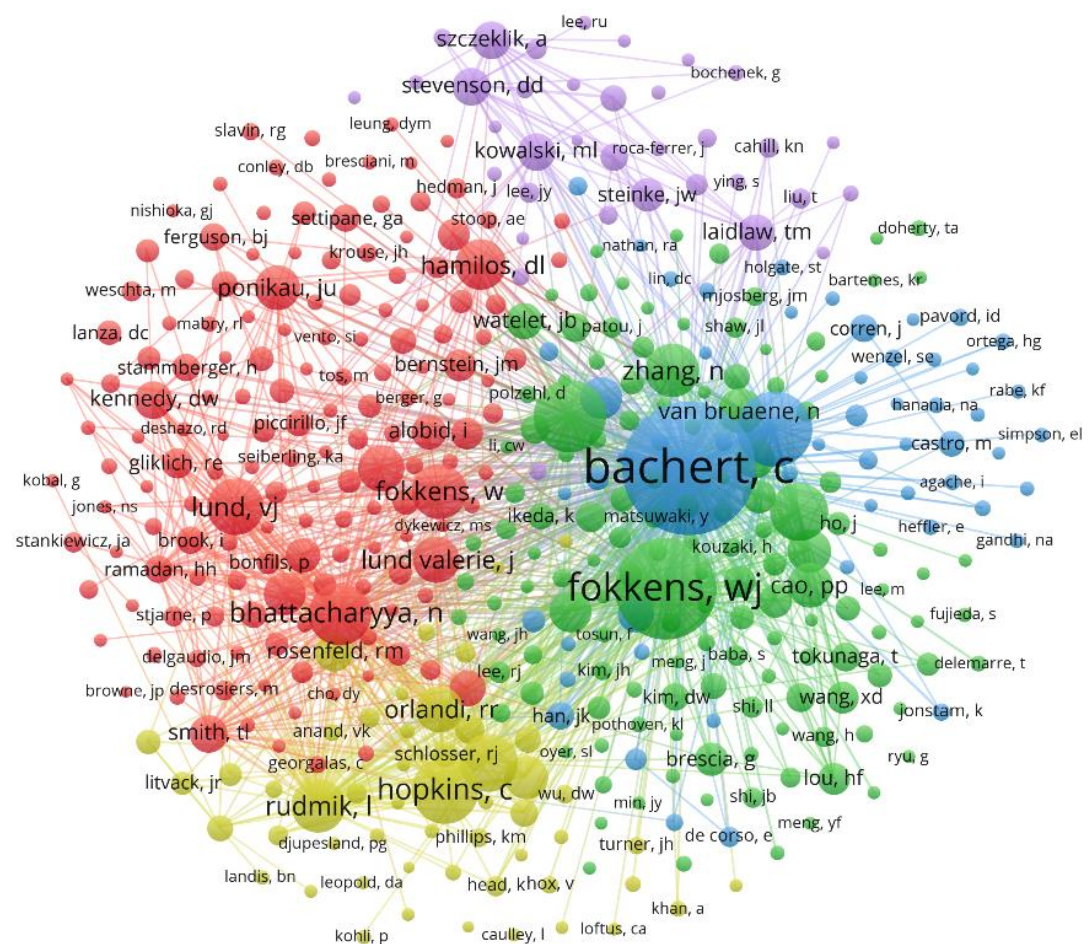 lee, ru
szczeklik, a
bochenek, g
stevenson, dd
leung, dym
slavin, rg
roca-ferrer, j
cahill, kn
kowalski, ml
bresciani, m
conley, db
ying, s
hedman, j
lee, jy
steinke, jw
liu, t
nishioka, gj
settipane, ga
stoop, ae
doherty, ta
ferguson, bj
krouse, jh
laidlaw, tm
nathan, ra
hamilos, dl
lin, dc
holgate, st
bartemes, kr
ponikau, ju
weschta, m
mjosberg, jm
pavord, id
mabry, rl
watelet, jb
patou, j
shaw, jl
corren, j
lanza, dc
vento, si
ortega, hg
wenzel, se
stammberger, h
tos, m
bernstein, jm
zhang, n
rabe, kf
kennedy, dw
berger, g
polzehl, d
hanania, na
van bruaene, n
deshazo, rd
piccirillo, jf
simpson, el
alobid, i
li, cw
castro, m
gliklich, re
seiberling, ka
bachert, c
kobal, g
agache, i
fokkens, w
jones, ns
lund, vj
ikeda, k
matsuwaki, y
ho, j
heffler, e
dykewicz, ms
stankiewicz, ja
brook, i
gandhi, na
kouzaki, h
ramadan, hh
bonfils, p
lund valerie, j
fokkens, wj
cao, pp
lee, m
stjarne, p
bhattacharyya, n
fujieda, s
wang, jh
tosun, f
rosenfeld, rm
baba, s
tokunaga, t
delgaudio, jm
lee, rj
kim, jh
meng, j
delemarre, t
browne, jp
desrosiers, m
cho, dy
kim, dw
shi, ll
wang, xd
orlandi, rr
han, jk
jonstam, k
smith, tl
anand, vk
pothoven, kl
wang, h
schlosser, rj
oyer, sl
ryu, g
georgalas, c
brescia, g
litvack, jr
lou, hf
hopkins, c
wu, dw
rudmik, l
min, jy
shi, jb
meng, yf
djupesland, pg
phillips, km
de corso, e
turner, jh
landis, bn
leopold, da
head, k
hox, v
khan, a
loftus, ca
kohli, p
caulley, l